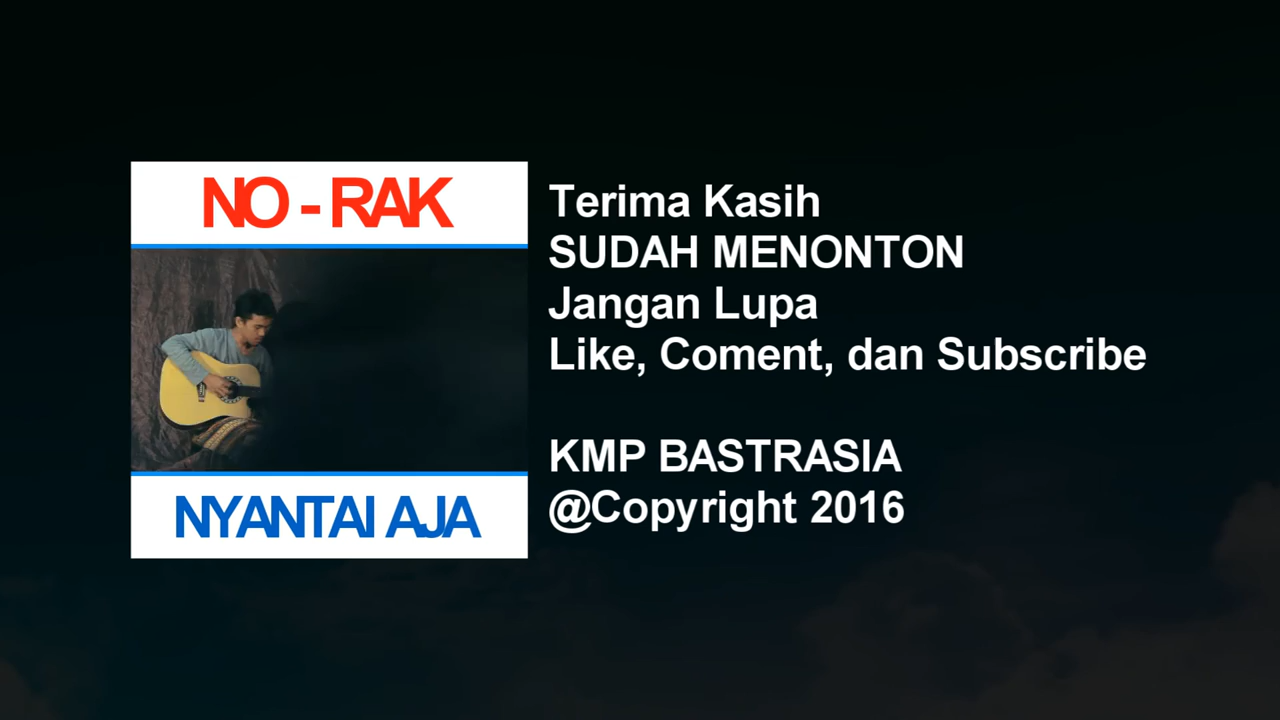 NO - RAK
NYANTAI AJA
Terima Kasih
SUDAH MENONTON
Jangan Lupa
Like, Coment, dan Subscribe
KMP BASTRASIA
@Copyright 2016